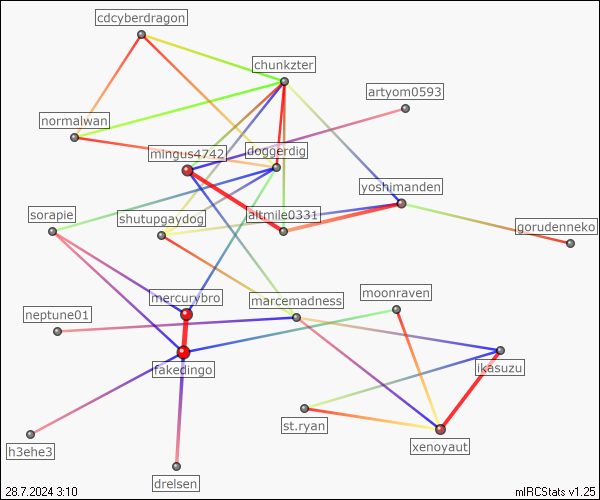 cdcyberdragon
chunkzter
artyom0593
normalwan
mingus4742
doggerdig
yoshimanden
sorapie
shutupgaydog
jaitmile0331
gorudenneko
mercurybro
marcemadness
moonraven
neptune01
fakedingo
ikasuzu
st.ryan
xenoyaut
h3ehe3
drelsen
28.7.2024 3:10
mIRCStats v1.25